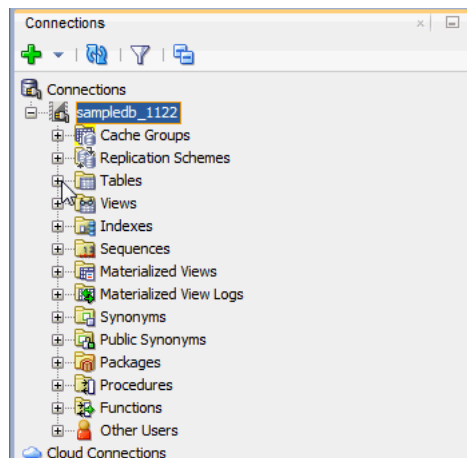 Connections
Connections
sampledb_1122
Cache Groups
Replication Schemes
Tables
Views
Indexes
Sequences
Materialized Views
Materialized View Logs
Synonyms
Public Synonyms
Packages
Procedures
Functions
Other Users
Cloud Connections